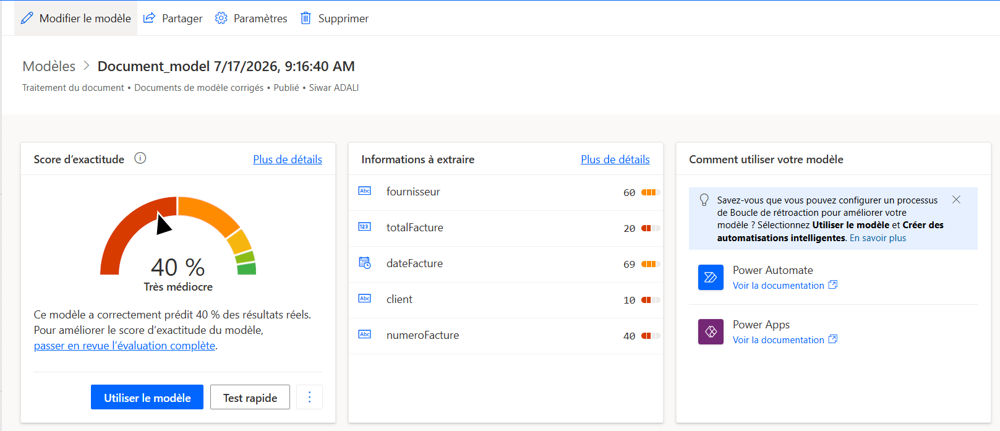 Modifier le modèle
Partager
Paramètres
Supprimer
Modèles > Document_model 7/17/2026, 9:16:40 AM
Traitement du document • Documents de modèle corrigés • Publié • Siwar ADALI
Score d’exactitude
Plus de détails
40 %
Très médiocre
Ce modèle a correctement prédit 40 % des résultats réels.
Pour améliorer le score d’exactitude du modèle,
passer en revue l’évaluation complète.
Utiliser le modèle
Test rapide
Informations à extraire
Plus de détails
Abc fournisseur 60
123 totalFacture 20
dateFacture 69
Abc client 10
Abc numeroFacture 40
Comment utiliser votre modèle
Savez-vous que vous pouvez configurer un processus
de Boucle de rétroaction pour améliorer votre
modèle ? Sélectionnez Utiliser le modèle et Créer des
automatisations intelligentes. En savoir plus
Power Automate
Voir la documentation
Power Apps
Voir la documentation